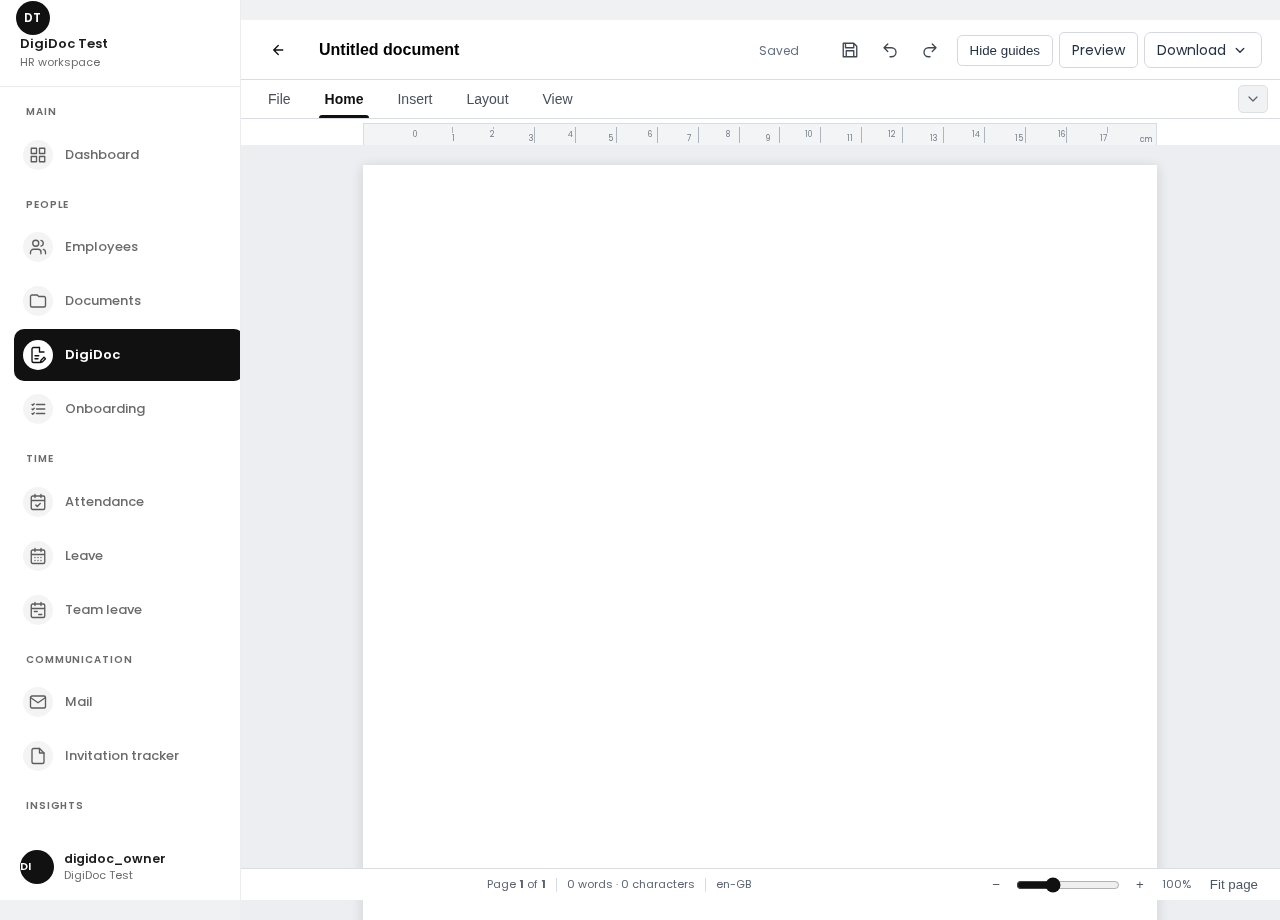 DT
DigiDoc Test
HR workspace
MAIN
Dashboard
PEOPLE
Employees
Documents
DigiDoc
Onboarding
TIME
Attendance
Leave
Team leave
COMMUNICATION
Mail
Invitation tracker
INSIGHTS
DI
digidoc_owner
DigiDoc Test
Untitled document
Saved
Hide guides
Preview
Download
File Home Insert Layout View
0 1 2 3 4 5 6 7 8 9 10 11 12 13 14 15 16 17 cm
Page 1 of 1
0 words · 0 characters
en-GB
− + 100% Fit page